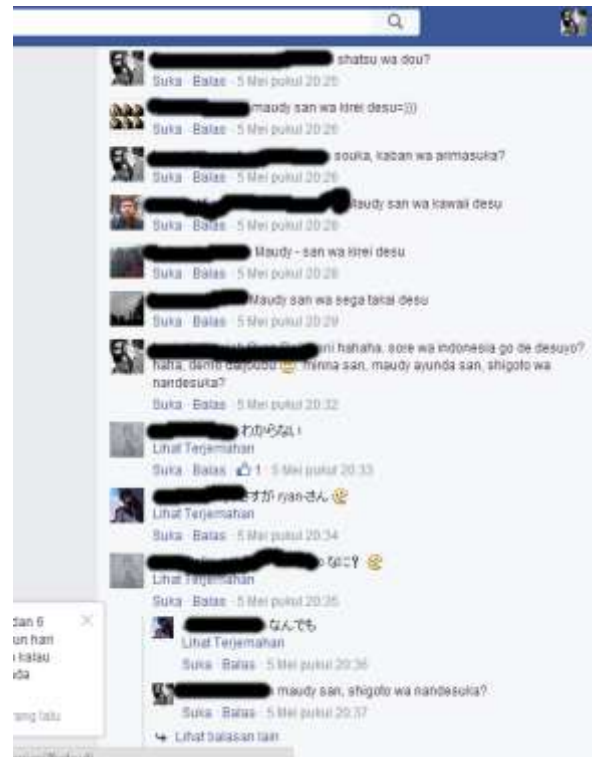 shatsu wa dou?
Suka · Balas · 5 Mei pukul 20:25
maudy san wa kirei desu=)))
Suka · Balas · 5 Mei pukul 20:26
souka, kaban wa arimasuka?
Suka · Balas · 5 Mei pukul 20:26
Maudy san wa kawaii desu
Suka · Balas · 5 Mei pukul 20:28
Maudy - san wa kirei desu
Suka · Balas · 5 Mei pukul 20:28
Maudy san wa sega takai desu
Suka · Balas · 5 Mei pukul 20:29
hahaha, sore wa indonesia go de desuyo?
haha, demo daijoubu minna san, maudy ayunda san, shigoto wa
nandesuka?
Suka · Balas · 5 Mei pukul 20:32
わからない
Lihat Terjemahan
Suka · Balas · 1 · 5 Mei pukul 20:33
さすが ryanさん
Lihat Terjemahan
Suka · Balas · 5 Mei pukul 20:34
なに?
Lihat Terjemahan
Suka · Balas · 5 Mei pukul 20:35
なんでも
Lihat Terjemahan
Suka · Balas · 5 Mei pukul 20:36
maudy san, shigoto wa nandesuka?
Suka · Balas · 5 Mei pukul 20:37
Lihat balasan lain
dan 6
un hari
kalau
da
ang lalu